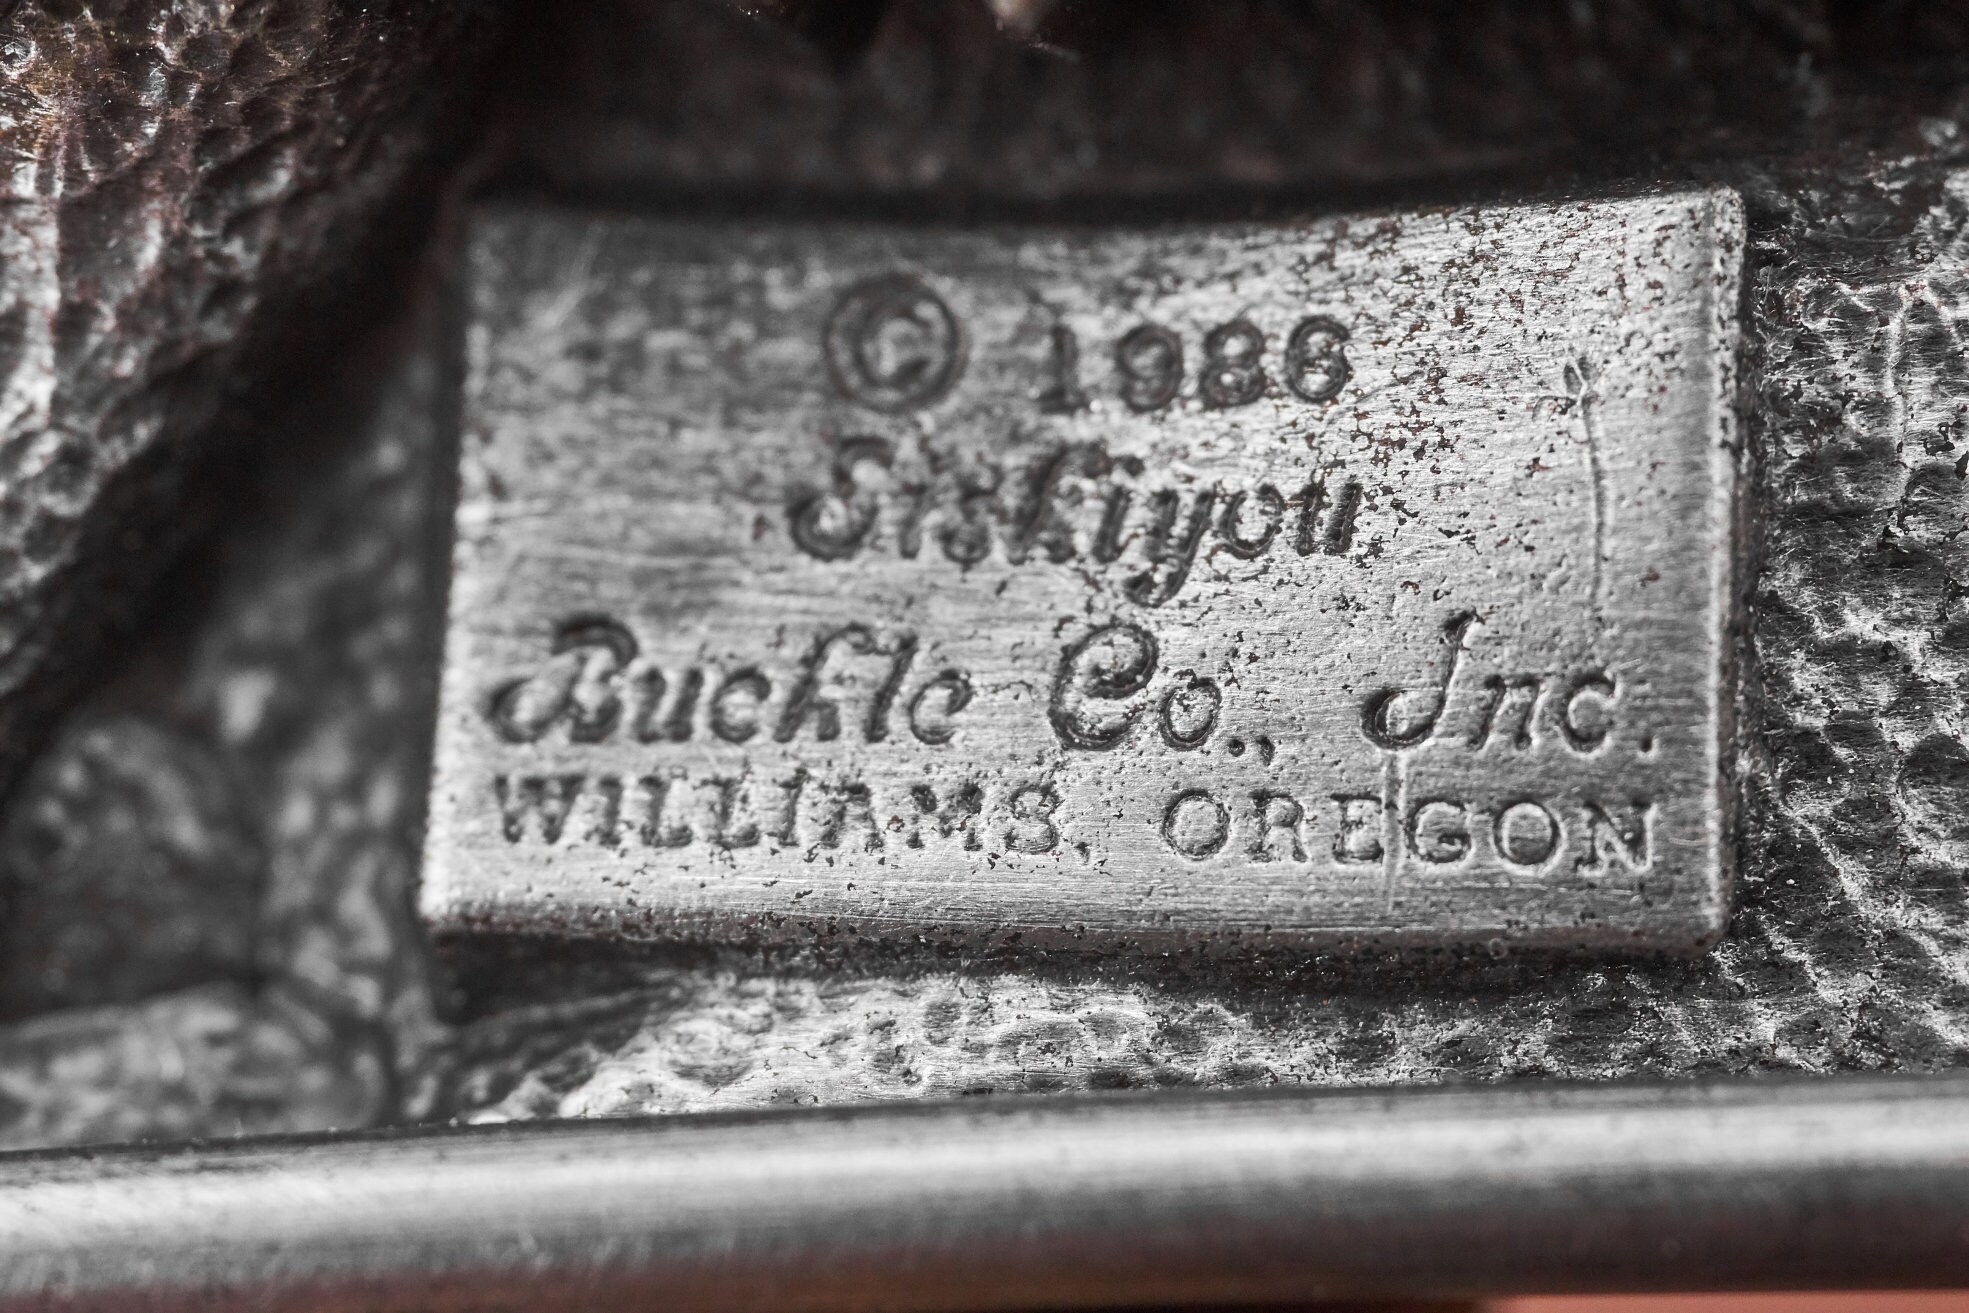 © 1986
Siskiyou
Buckle Co., Inc.
WILLIAMS, OREGON